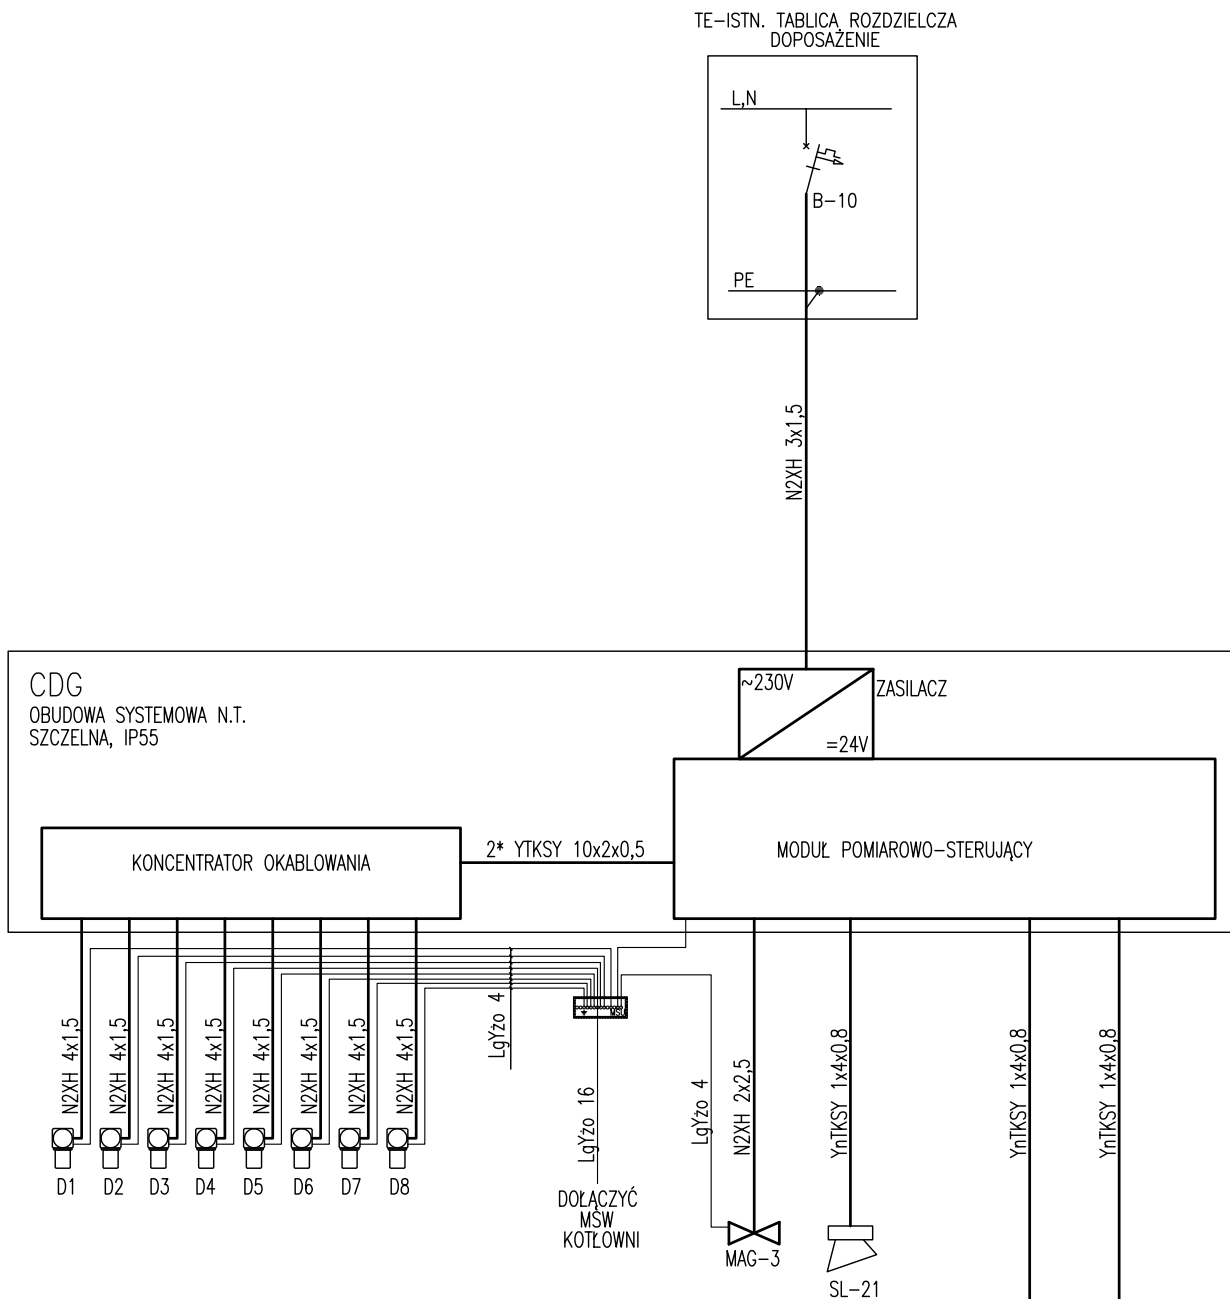 TE-ISTN. TABLICA ROZDZIELCZA
DOPOSAŻENIE
L,N
B-10
PE
N2XH 3x1,5
CDG
OBUDOWA SYSTEMOWA N.T.
SZCZELNA, IP55
~230V
ZASILACZ
=24V
KONCENTRATOR OKABLOWANIA
2* YTKSY 10x2x0,5
MODUŁ POMIAROWO-STERUJĄCY
N2XH 4x1,5
N2XH 4x1,5
N2XH 4x1,5
N2XH 4x1,5
N2XH 4x1,5
N2XH 4x1,5
N2XH 4x1,5
N2XH 4x1,5
LgYżo 4
MSU
LgYżo 16
LgYżo 4
N2XH 2x2,5
YnTKSY 1x4x0,8
YnTKSY 1x4x0,8
YnTKSY 1x4x0,8
D1
D2
D3
D4
D5
D6
D7
D8
DOŁĄCZYĆ
MSW
KOTŁOWNI
MAG-3
SL-21